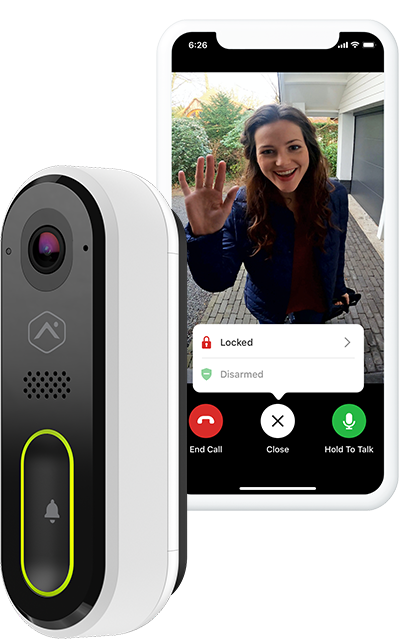 6:26
Locked
Disarmed
End Call
Close
Hold To Talk